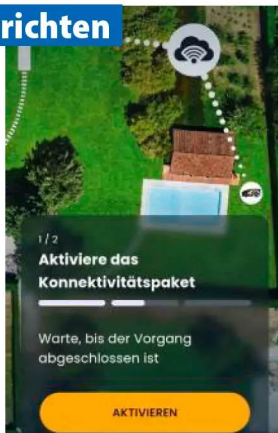 richten
1 / 2
Aktiviere das
Konnektivitätspaket
Warte, bis der Vorgang
abgeschlossen ist
AKTIVIEREN